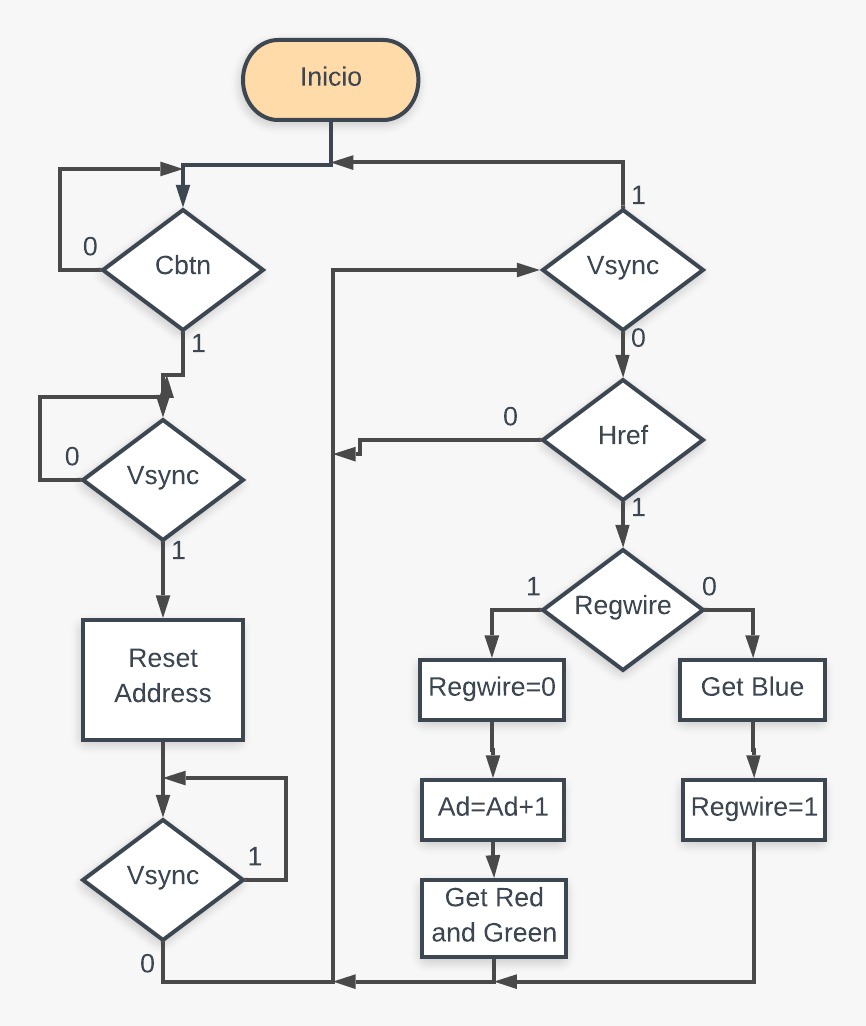 Inicio
1
0
Cbtn
Vsync
1
0
0
Href
0
Vsync
1
1
1
Regwire
0
Reset
Address
Regwire=0
Get Blue
Ad=Ad+1
Regwire=1
Vsync
1
0
Get Red
and Green